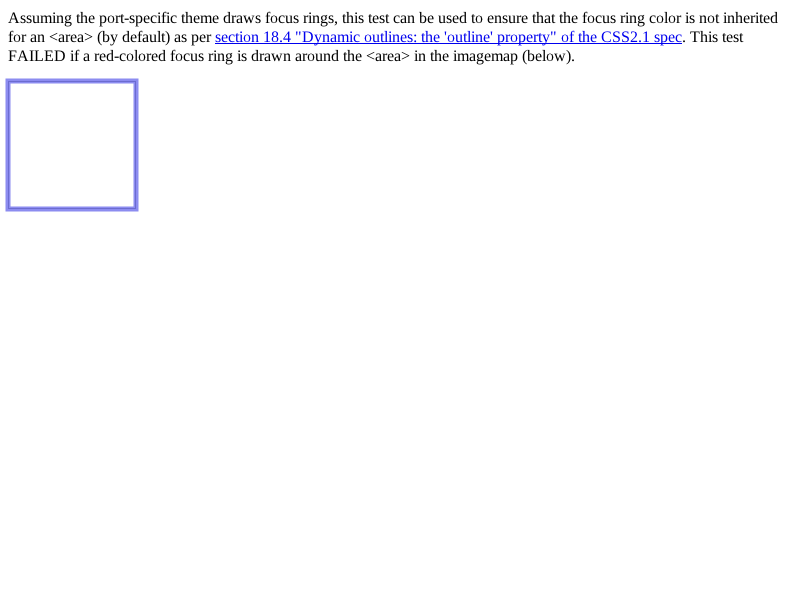 Assuming the port-specific theme draws focus rings, this test can be used to ensure that the focus ring color is not inherited
for an <area> (by default) as per section 18.4 "Dynamic outlines: the 'outline' property" of the CSS2.1 spec. This test
FAILED if a red-colored focus ring is drawn around the <area> in the imagemap (below).